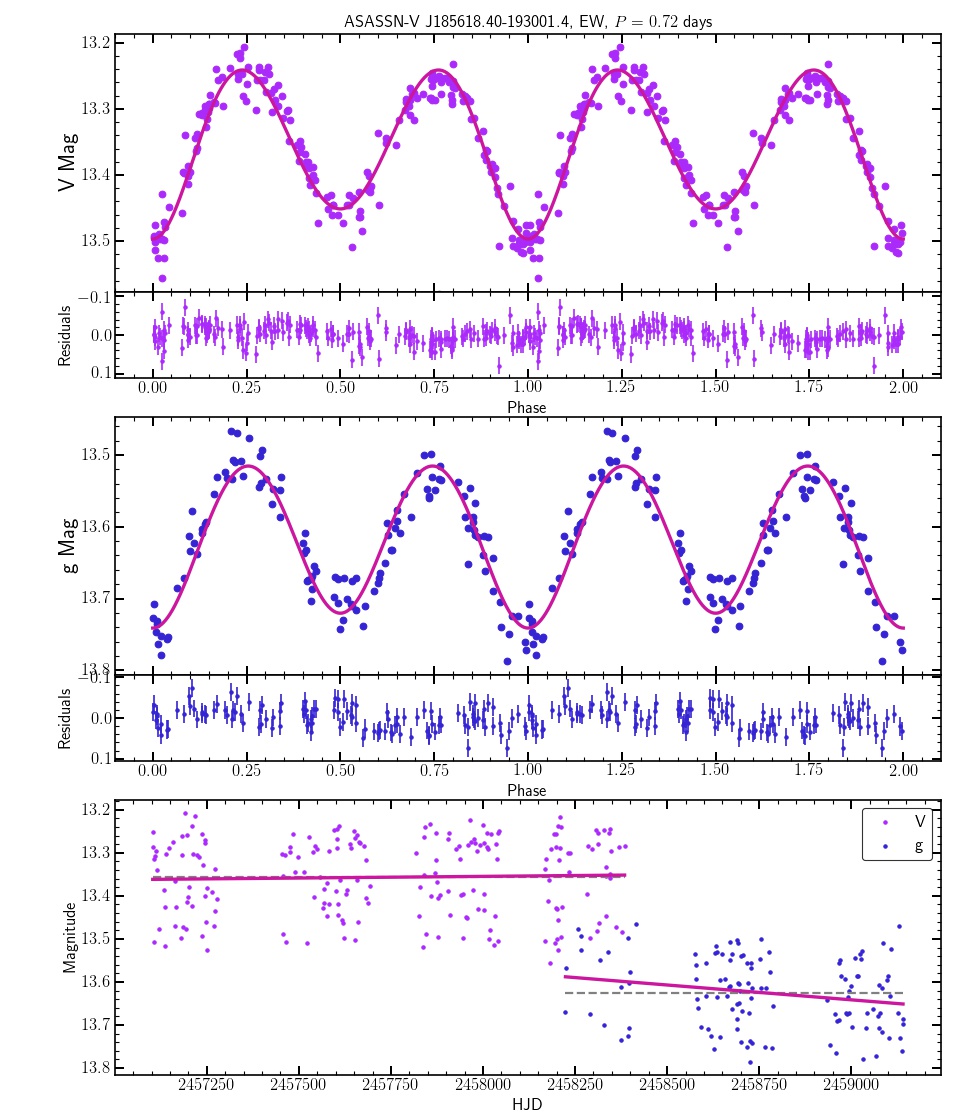 ASASSN-V J185618.40-193001.4, EW, P = 0.72 days
13.2
13.3
13.4
13.5
V Mag
−0.1
0.0
0.1
Residuals
0.00 0.25 0.50 0.75 1.00 1.25 1.50 1.75 2.00
Phase
13.5
13.6
13.7
13.8
g Mag
−0.1
0.0
0.1
Residuals
0.00 0.25 0.50 0.75 1.00 1.25 1.50 1.75 2.00
Phase
13.2
13.3
13.4
13.5
13.6
13.7
13.8
Magnitude
V
g
2457250 2457500 2457750 2458000 2458250 2458500 2458750 2459000
HJD